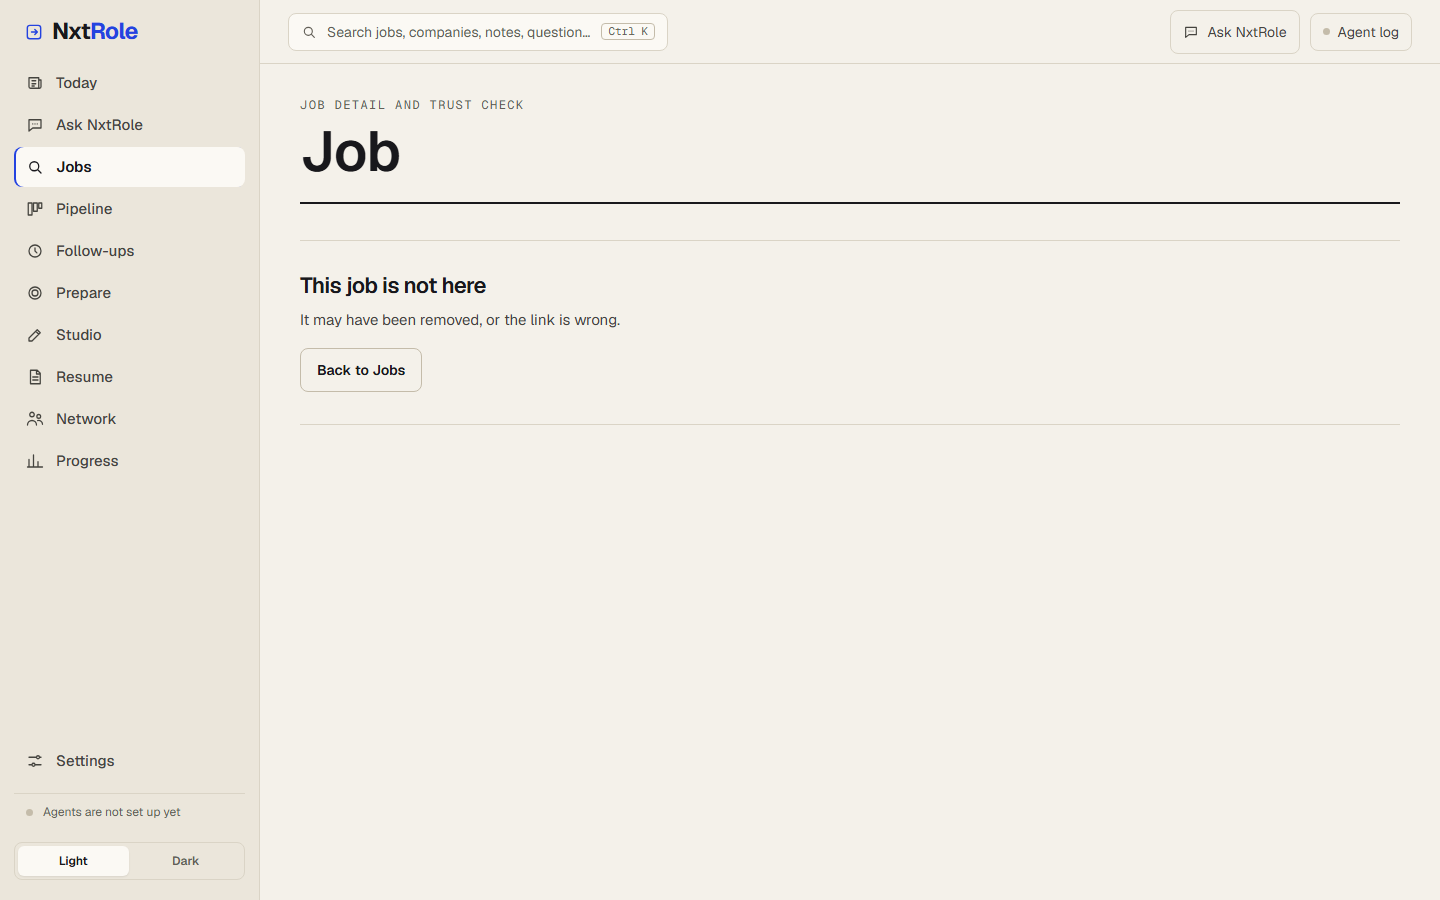 NxtRole
Today
Ask NxtRole
Jobs
Pipeline
Follow-ups
Prepare
Studio
Resume
Network
Progress
Settings
Agents are not set up yet
Light Dark
Search jobs, companies, notes, question... Ctrl K
Ask NxtRole
Agent log
JOB DETAIL AND TRUST CHECK
Job
This job is not here
It may have been removed, or the link is wrong.
Back to Jobs